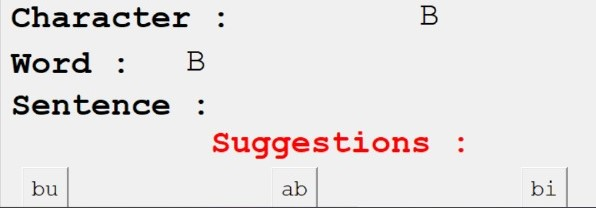 Character : B
Word : B
Sentence :
Suggestions :
bu ab bi